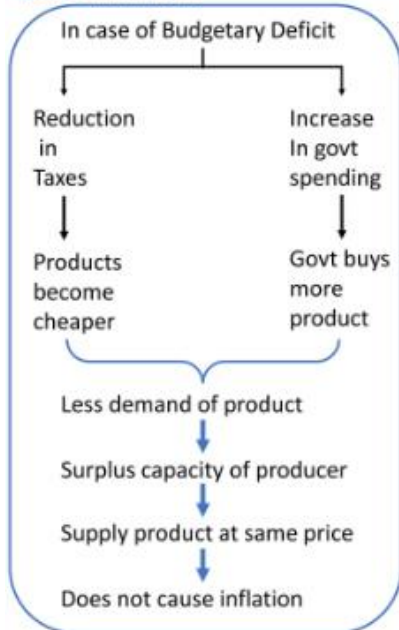 In case of Budgetary Deficit
Reduction
in
Taxes
Increase
In govt
spending
Products
become
cheaper
Govt buys
more
product
Less demand of product
Surplus capacity of producer
Supply product at same price
Does not cause inflation